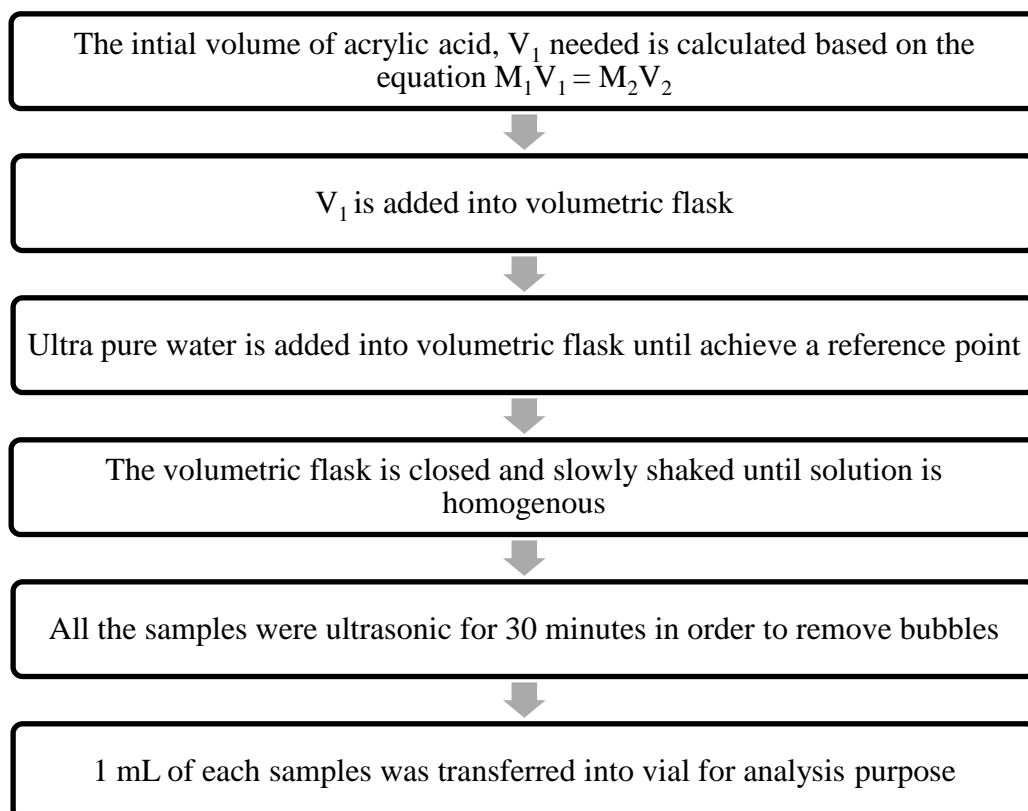 The intial volume of acrylic acid, V₁ needed is calculated based on the
equation M₁V₁ = M₂V₂
V₁ is added into volumetric flask
Ultra pure water is added into volumetric flask until achieve a reference point
The volumetric flask is closed and slowly shaked until solution is
homogenous
All the samples were ultrasonic for 30 minutes in order to remove bubbles
1 mL of each samples was transferred into vial for analysis purpose